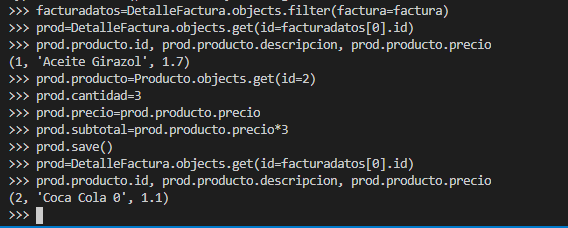 >>> facturadatos=DetalleFactura.objects.filter(factura=factura)
>>> prod=DetalleFactura.objects.get(id=facturadatos[0].id)
>>> prod.producto.id, prod.producto.descripcion, prod.producto.precio
(1, 'Aceite Girazol', 1.7)
>>> prod.producto=Producto.objects.get(id=2)
>>> prod.cantidad=3
>>> prod.precio=prod.producto.precio
>>> prod.subtotal=prod.producto.precio*3
>>> prod.save()
>>> prod=DetalleFactura.objects.get(id=facturadatos[0].id)
>>> prod.producto.id, prod.producto.descripcion, prod.producto.precio
(2, 'Coca Cola 0', 1.1)
>>>